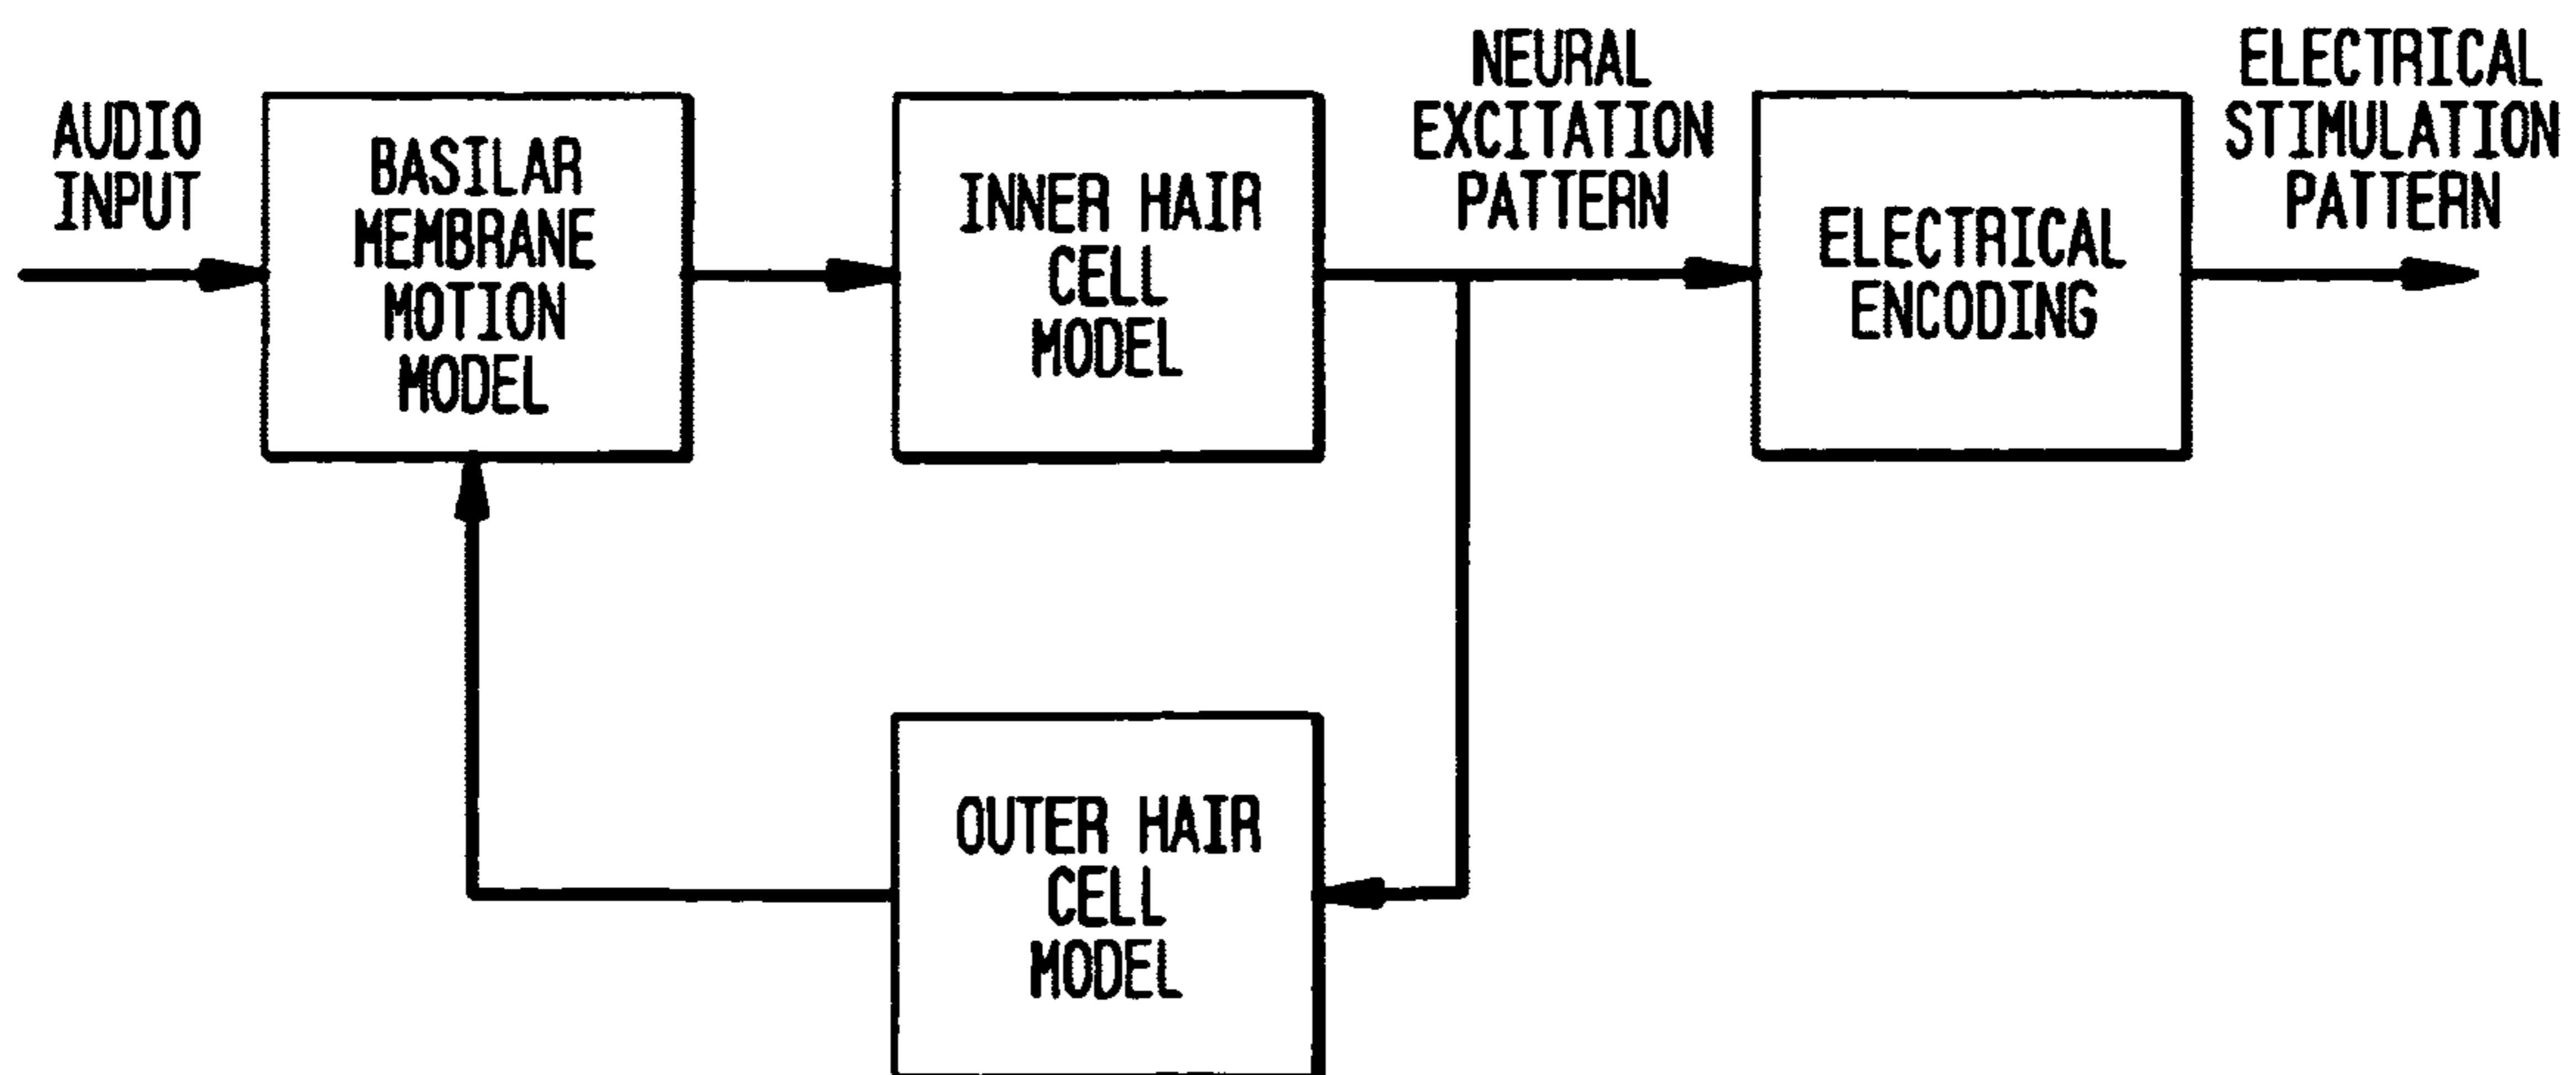 AUDIO
INPUT
BASILAR
MEMBRANE
MOTION
MODEL
INNER HAIR
CELL
MODEL
NEURAL
EXCITATION
PATTERN
ELECTRICAL
ENCODING
ELECTRICAL
STIMULATION
PATTERN
OUTER HAIR
CELL
MODEL